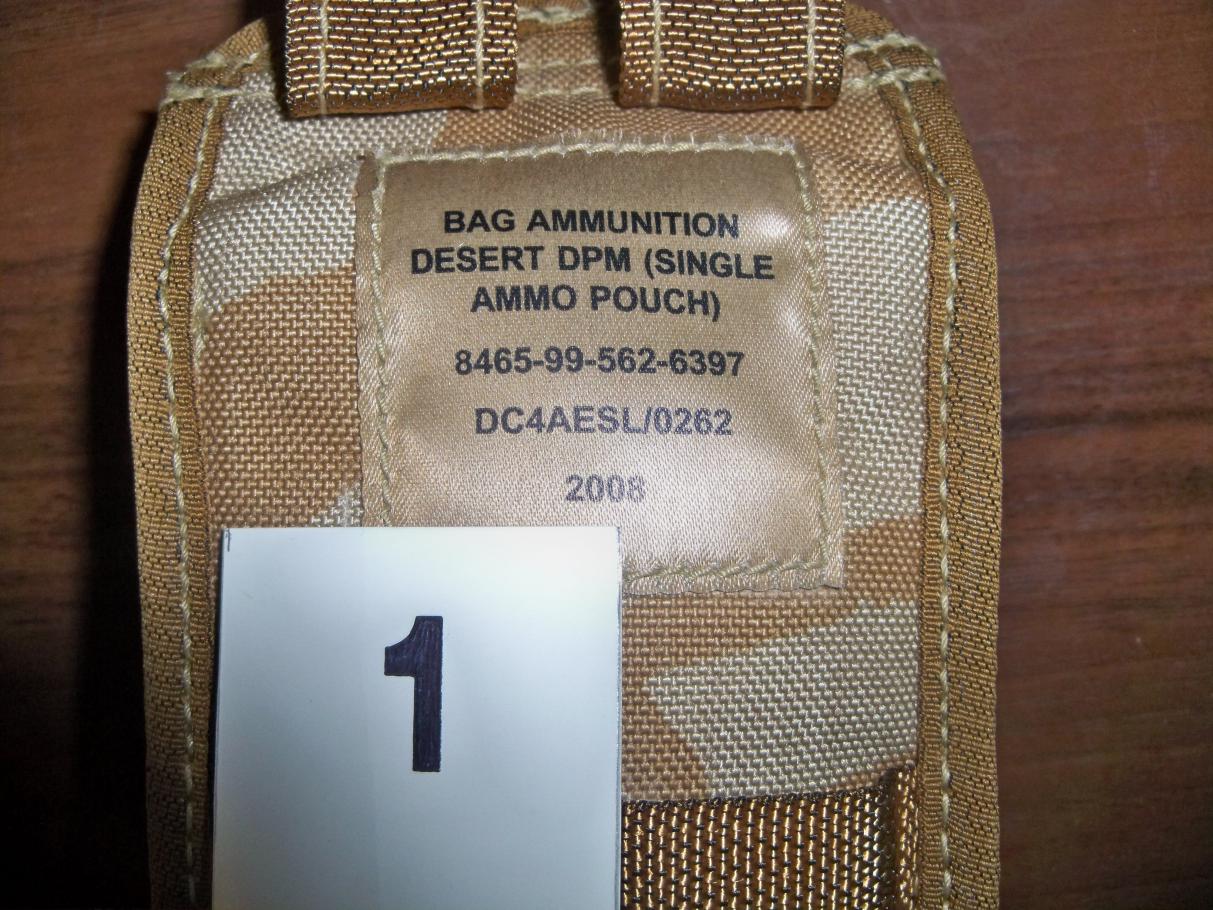 BAG AMMUNITION
DESERT DPM (SINGLE
AMMO POUCH)
8465-99-562-6397
DC4AESL/0262
2008
1